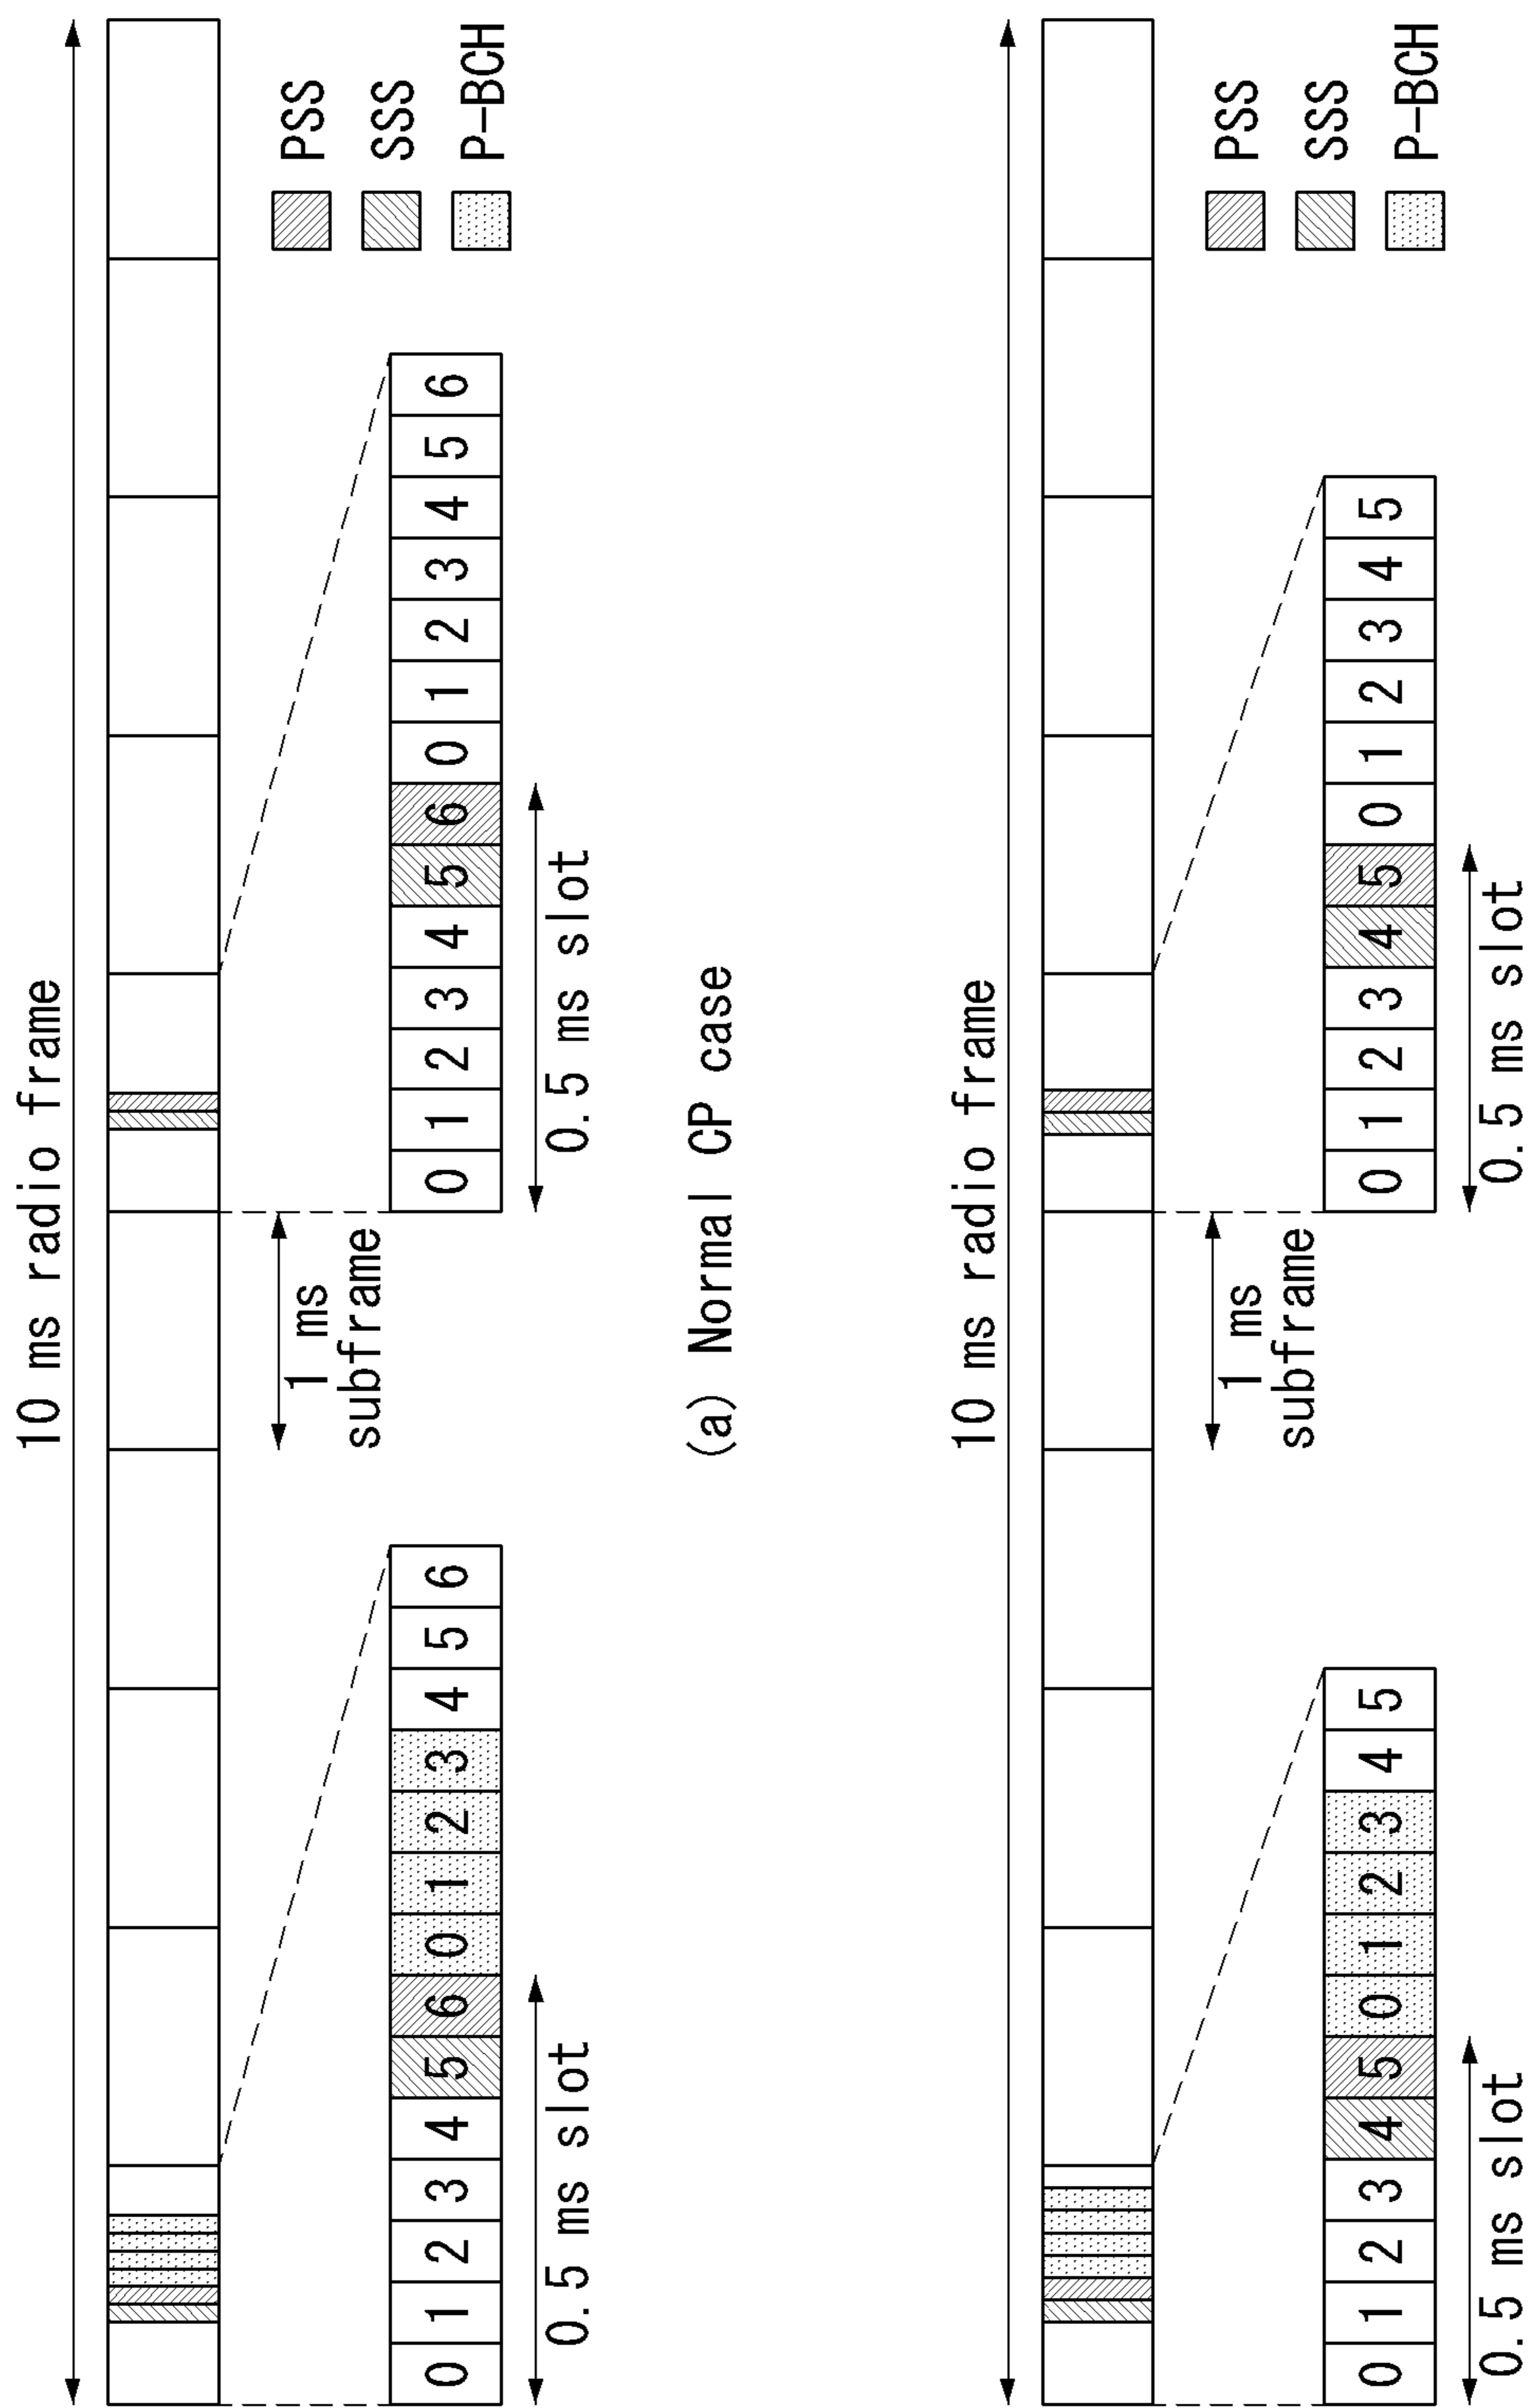 10 ms radio frame
PSS
SSS
P-BCH
1 ms
subframe
0 1 2 3 4 5 6 0 1 2 3 4 5 6
0 1 2 3 4 5 6 0 1 2 3 4 5 6
0.5 ms slot
0.5 ms slot
(a) Normal CP case
10 ms radio frame
PSS
SSS
P-BCH
1 ms
subframe
0 1 2 3 4 5 0 1 2 3 4 5
0 1 2 3 4 5 0 1 2 3 4 5
0.5 ms slot
0.5 ms slot